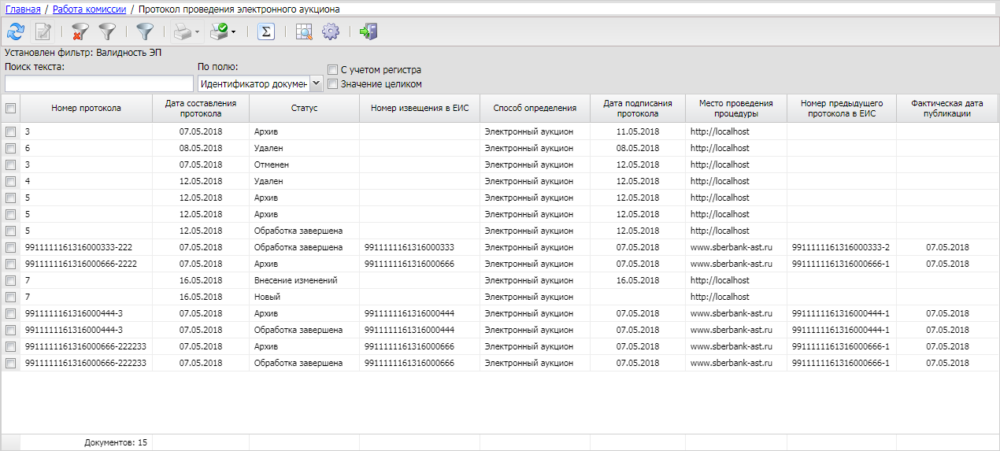 Главная / Работа комиссии / Протокол проведения электронного аукциона
Установлен фильтр: Валидность ЭП
Поиск текста: По полю: С учетом регистра
Идентификатор докумен Значение целиком
Номер протокола Дата составления протокола Статус Номер извещения в ЕИС Способ определения Дата подписания протокола Место проведения процедуры Номер предыдущего протокола в ЕИС Фактическая дата публикации
3 07.05.2018 Архив Электронный аукцион 11.05.2018 http://localhost
6 08.05.2018 Удален Электронный аукцион 08.05.2018 http://localhost
3 07.05.2018 Отменен Электронный аукцион 12.05.2018 http://localhost
4 12.05.2018 Удален Электронный аукцион 12.05.2018 http://localhost
5 12.05.2018 Архив Электронный аукцион 12.05.2018 http://localhost
5 12.05.2018 Архив Электронный аукцион 12.05.2018 http://localhost
5 12.05.2018 Обработка завершена Электронный аукцион 12.05.2018 http://localhost
9911111161316000333-222 07.05.2018 Обработка завершена 9911111161316000333 Электронный аукцион 07.05.2018 www.sberbank-ast.ru 9911111161316000333-2 07.05.2018
9911111161316000666-2222 07.05.2018 Архив 9911111161316000666 Электронный аукцион 07.05.2018 www.sberbank-ast.ru 9911111161316000666-1 07.05.2018
7 16.05.2018 Внесение изменений Электронный аукцион 16.05.2018 http://localhost
7 16.05.2018 Новый Электронный аукцион http://localhost
9911111161316000444-3 07.05.2018 Архив 9911111161316000444 Электронный аукцион 07.05.2018 www.sberbank-ast.ru 9911111161316000444-1 07.05.2018
9911111161316000444-3 07.05.2018 Обработка завершена 9911111161316000444 Электронный аукцион 07.05.2018 www.sberbank-ast.ru 9911111161316000444-1 07.05.2018
9911111161316000666-222233 07.05.2018 Архив 9911111161316000666 Электронный аукцион 07.05.2018 www.sberbank-ast.ru 9911111161316000666-1 07.05.2018
9911111161316000666-222233 07.05.2018 Обработка завершена 9911111161316000666 Электронный аукцион 07.05.2018 www.sberbank-ast.ru 9911111161316000666-1 07.05.2018
Документов: 15